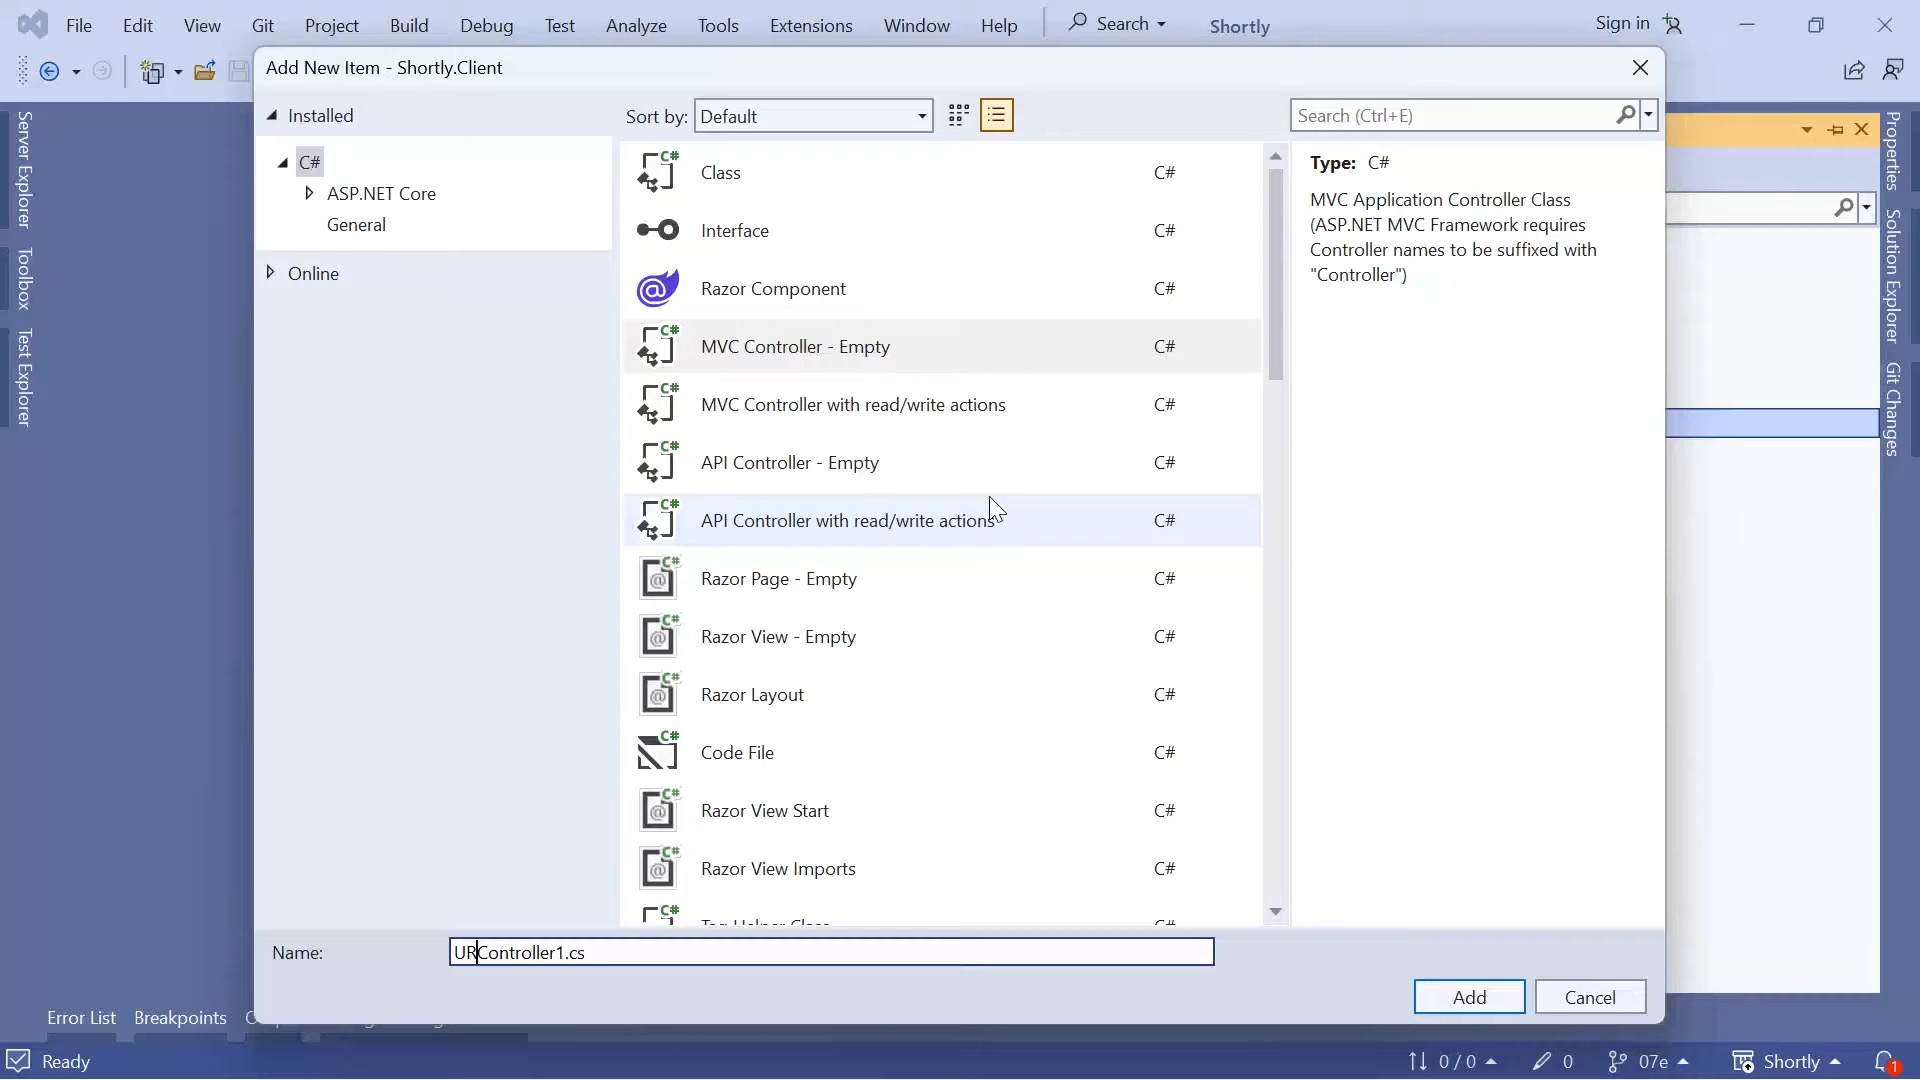 File Edit View Git Project Build Debug Test Analyze Tools Extensions Window Help Search Shortly Sign in
Add New Item - Shortly.Client
Installed
C#
ASP.NET Core
General
Online
Sort by: Default
Search (Ctrl+E)
Class C#
Interface C#
Razor Component C#
MVC Controller - Empty C#
MVC Controller with read/write actions C#
API Controller - Empty C#
API Controller with read/write actions C#
Razor Page - Empty C#
Razor View - Empty C#
Razor Layout C#
Code File C#
Razor View Start C#
Razor View Imports C#
Tag Helper Class C#
Type: C#
MVC Application Controller Class
(ASP.NET MVC Framework requires
Controller names to be suffixed with
"Controller")
Name: URController1.cs
Add Cancel
Server Explorer
Toolbox
Test Explorer
Properties
Solution Explorer
Git Changes
Error List Breakpoints
Ready 0 / 0 0 07e Shortly 1